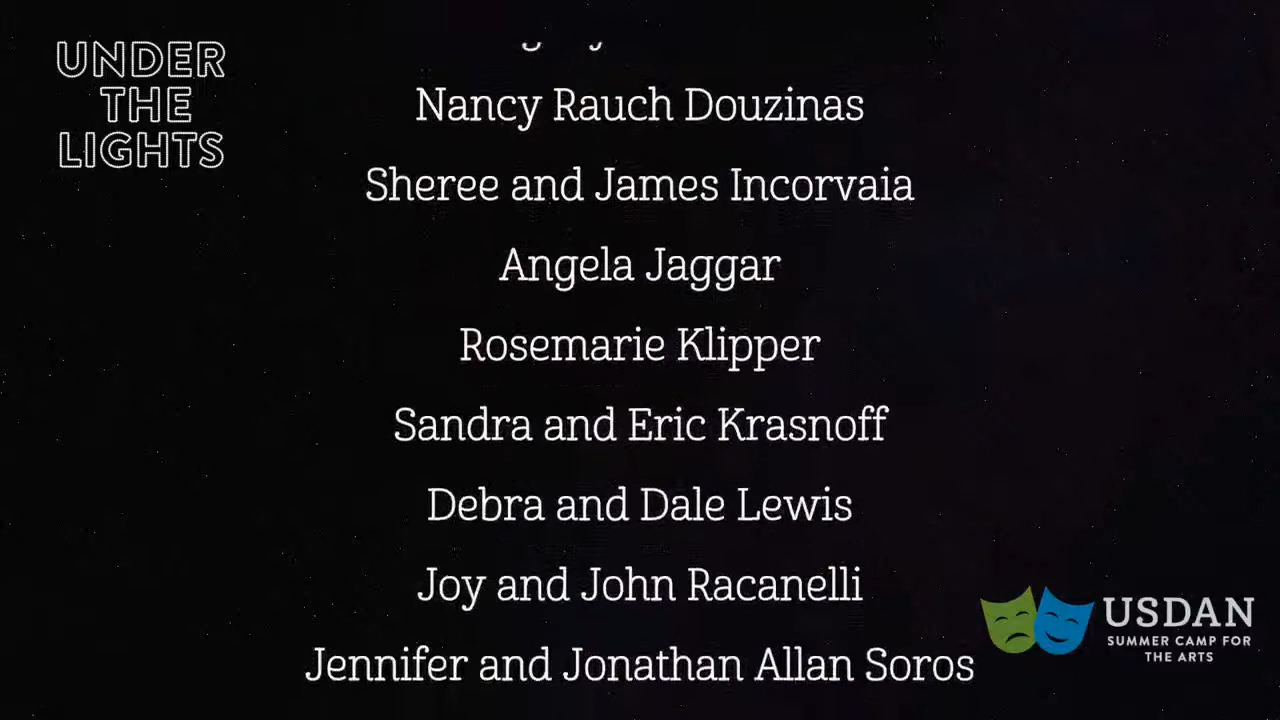 UNDER
THE
LIGHTS
Nancy Rauch Douzinas
Sheree and James Incorvaia
Angela Jaggar
Rosemarie Klipper
Sandra and Eric Krasnoff
Debra and Dale Lewis
Joy and John Racanelli
Jennifer and Jonathan Allan Soros
USDAN
SUMMER CAMP FOR
THE ARTS